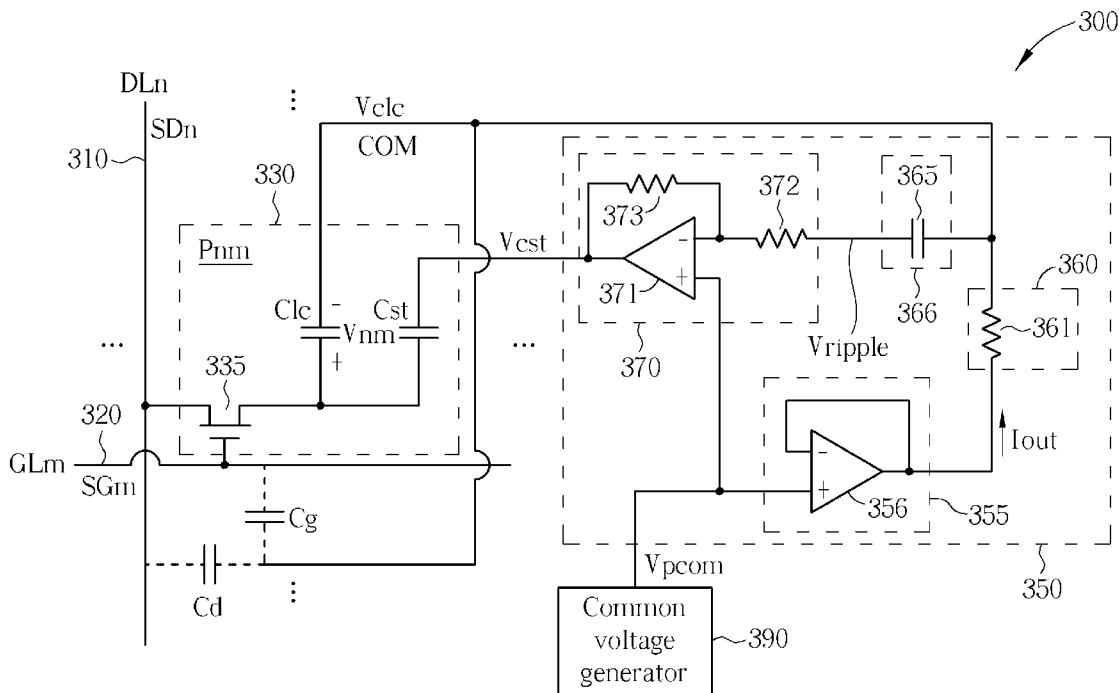 300
DLn
SDn
Vclc
COM
310
330
365
373
372
Pnm
Vcst
-
+
371
366
360
361
Clc
-
Vnm
+
Cst
...
...
...
370
Vripple
335
320
Iout
GLm
SGm
-
+
356
355
Cg
Vpcom
350
Cd
...
...
Common
voltage
generator
390